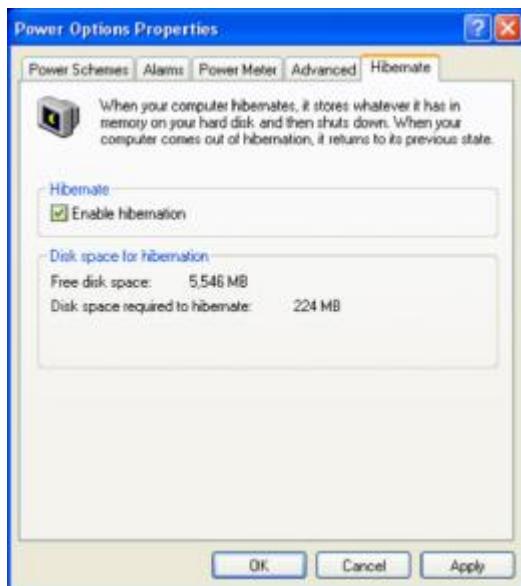 Power Options Properties
Power Schemes Alarms Power Meter Advanced Hibernate
When your computer hibernates, it stores whatever it has in
memory on your hard disk and then shuts down. When your
computer comes out of hibernation, it returns to its previous state.
Hibernate
Enable hibernation
Disk space for hibernation
Free disk space: 5,546 MB
Disk space required to hibernate: 224 MB
OK Cancel Apply